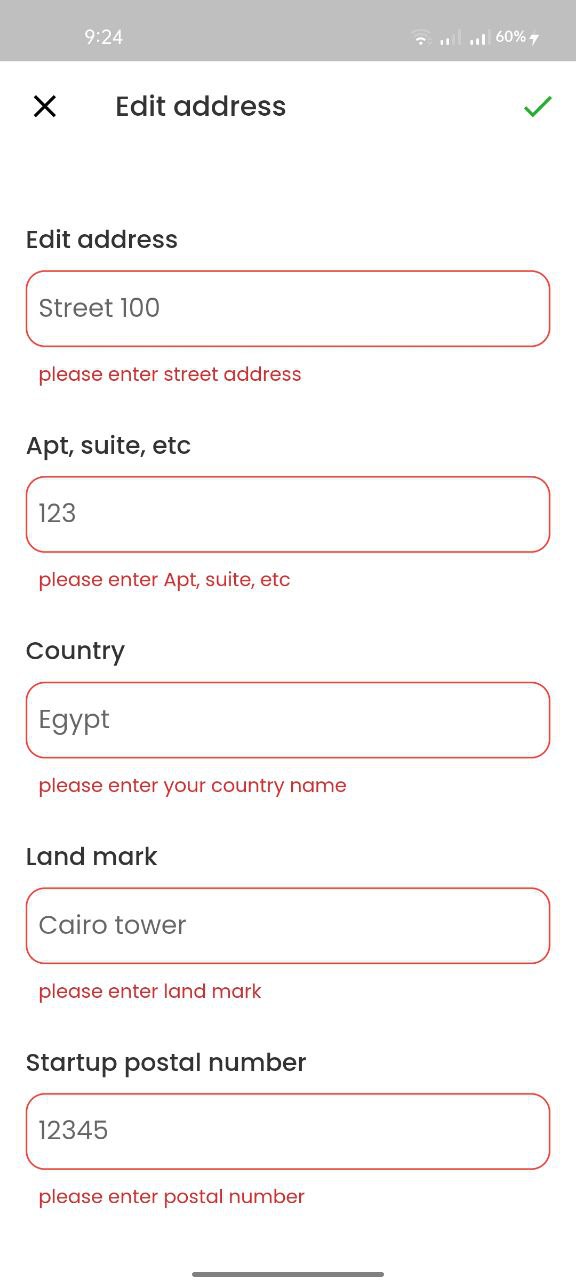 9:24
60%
Edit address
Edit address
Street 100
please enter street address
Apt, suite, etc
123
please enter Apt, suite, etc
Country
Egypt
please enter your country name
Land mark
Cairo tower
please enter land mark
Startup postal number
12345
please enter postal number